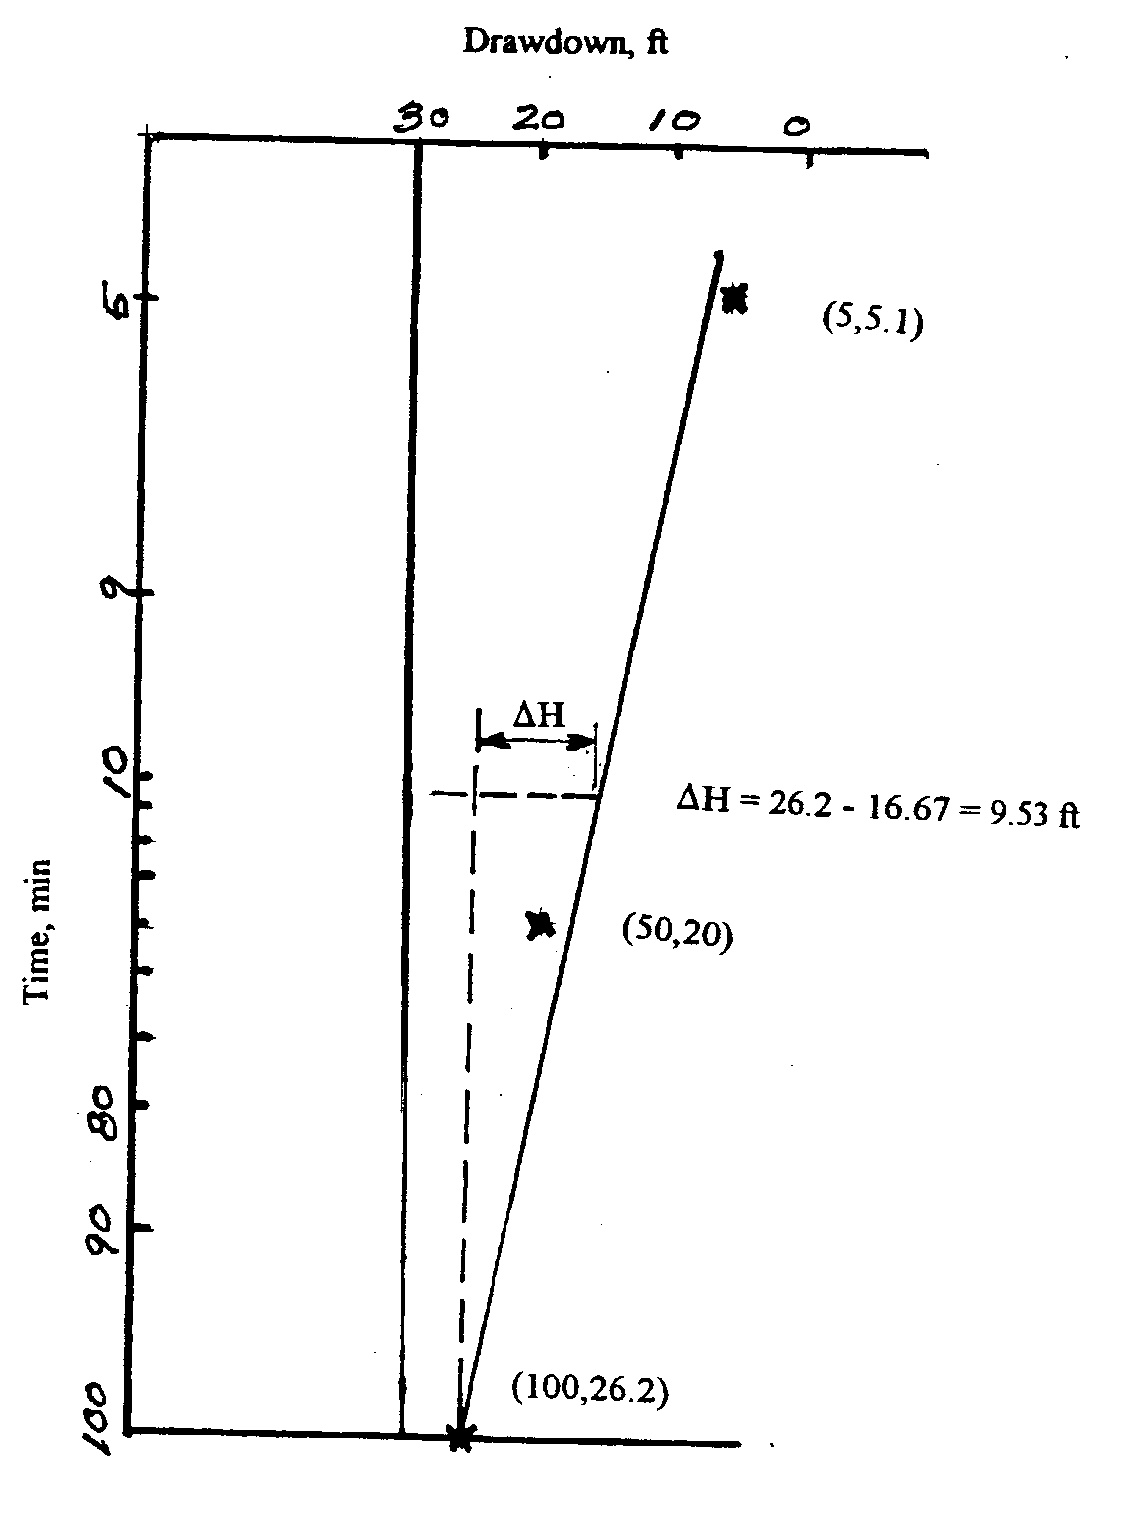 Drawdown, ft
30 20 10 0
5
(5,5.1)
9
ΔH
10
ΔH = 26.2 - 16.67 = 9.53 ft
Time, min
(50,20)
80
90
(100,26.2)
100